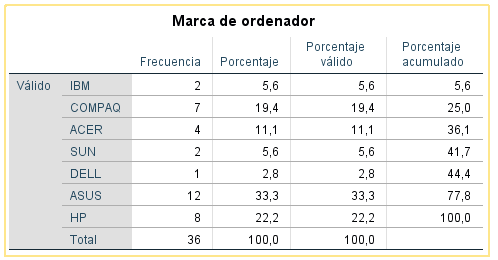 Marca de ordenador
Frecuencia Porcentaje Porcentaje válido Porcentaje acumulado
Válido IBM 2 5,6 5,6 5,6
COMPAQ 7 19,4 19,4 25,0
ACER 4 11,1 11,1 36,1
SUN 2 5,6 5,6 41,7
DELL 1 2,8 2,8 44,4
ASUS 12 33,3 33,3 77,8
HP 8 22,2 22,2 100,0
Total 36 100,0 100,0